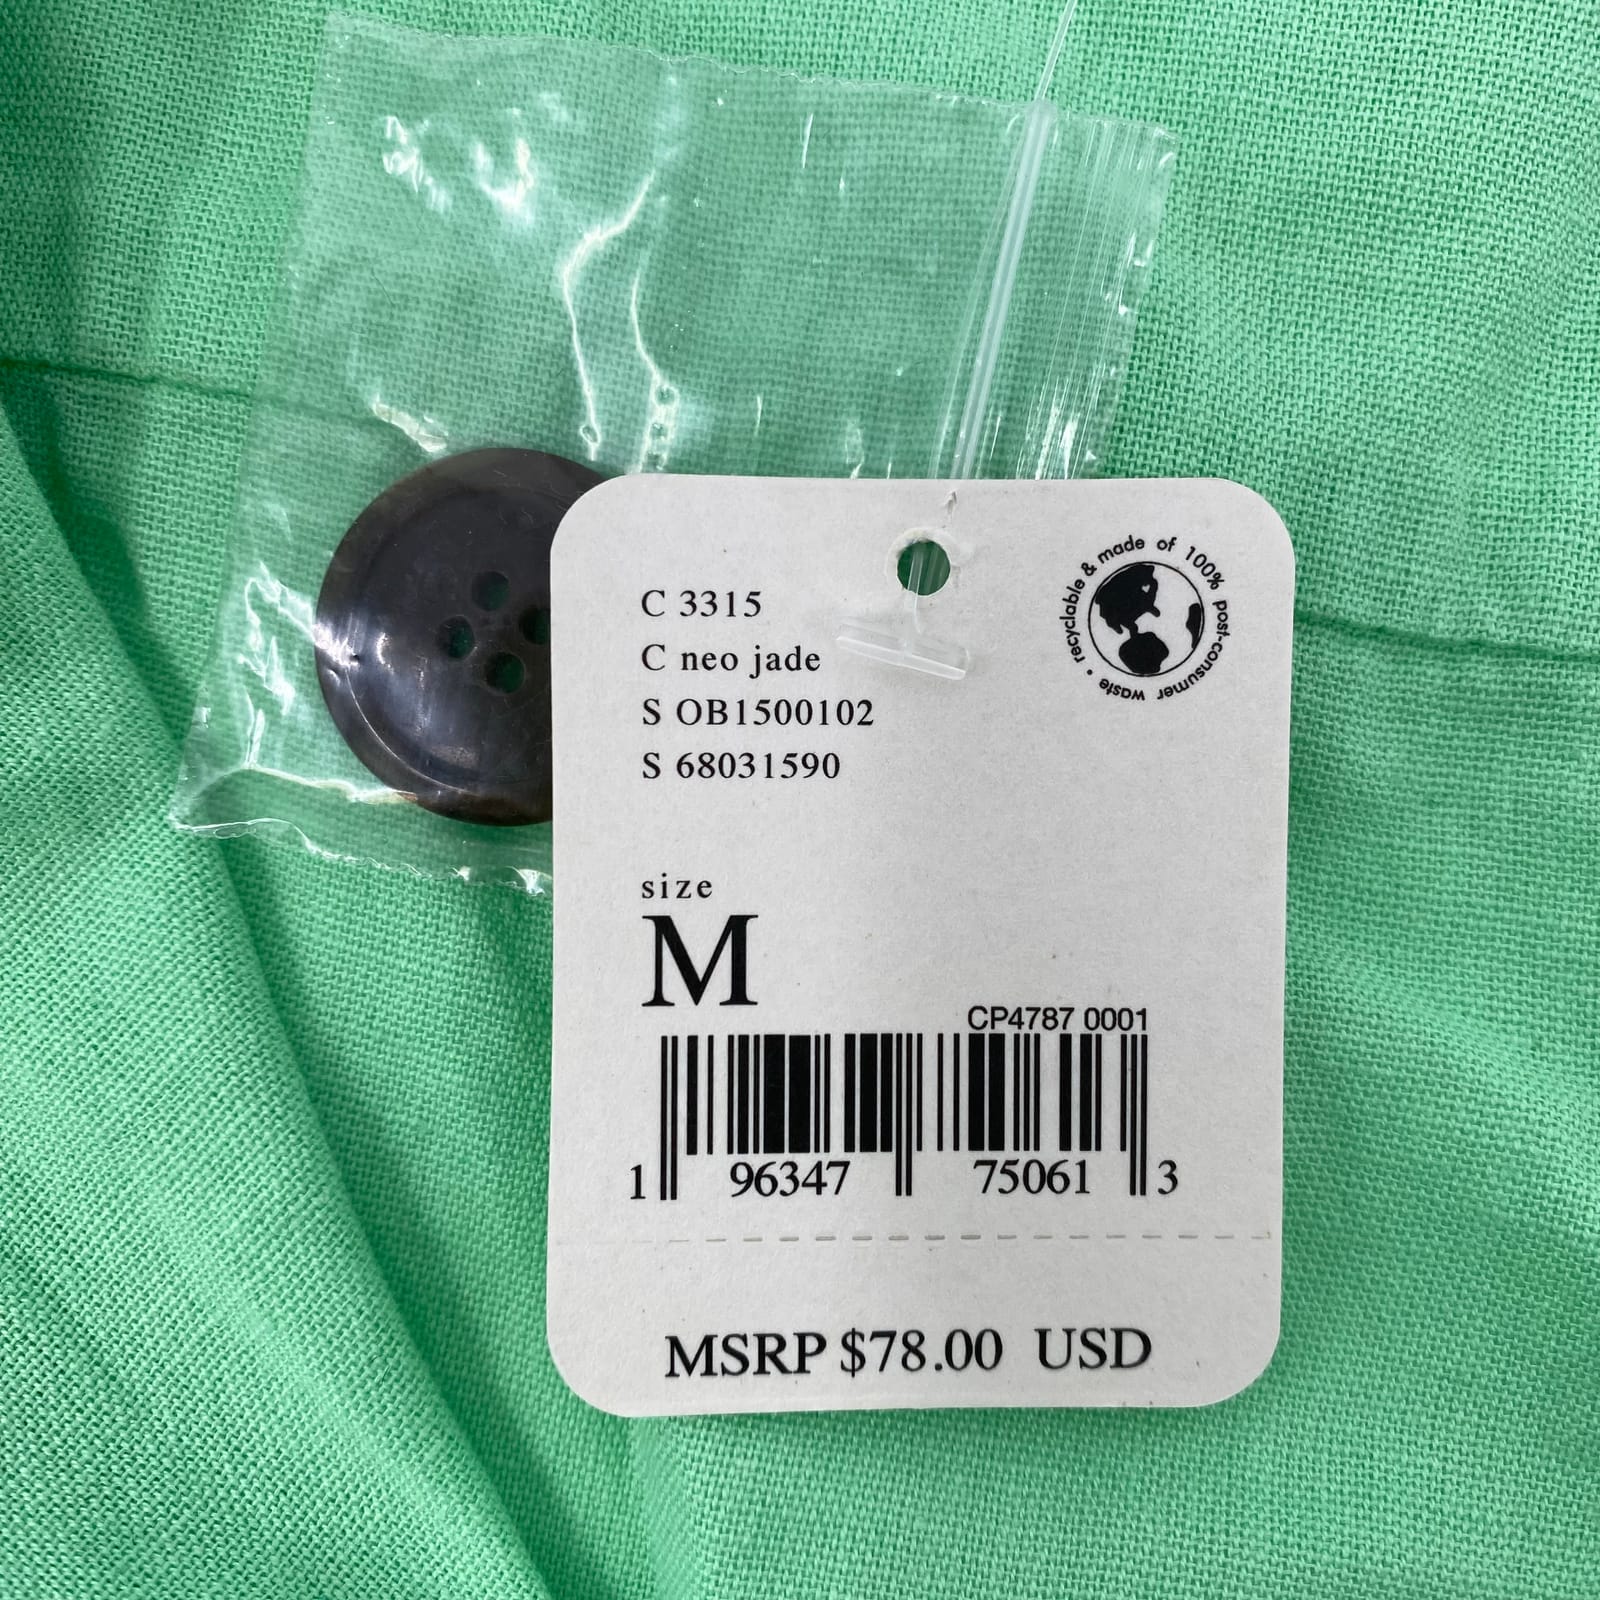 recyclable & made of 100% post-consumer waste •
C 3315
C neo jade
S OB1500102
S 68031590
size
M
CP4787 0001
1 96347 75061 3
MSRP $78.00 USD